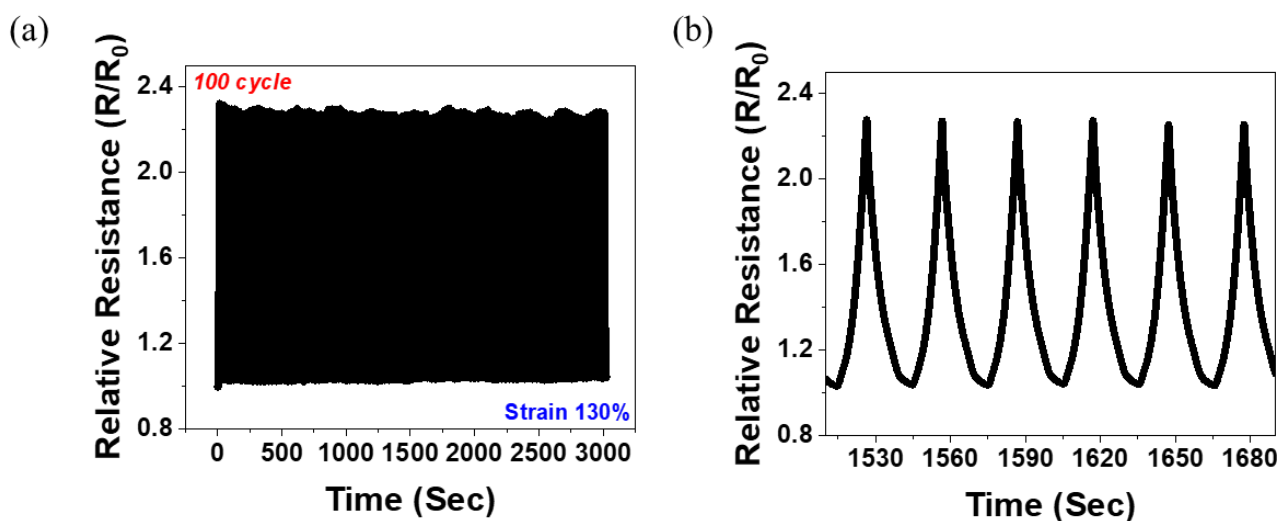 (a)
Relative Resistance (R/R₀)
2.4
2.0
1.6
1.2
0.8
100 cycle
Strain 130%
0 500 1000 1500 2000 2500 3000
Time (Sec)
(b)
Relative Resistance (R/R₀)
2.4
2.0
1.6
1.2
0.8
1530 1560 1590 1620 1650 1680
Time (Sec)